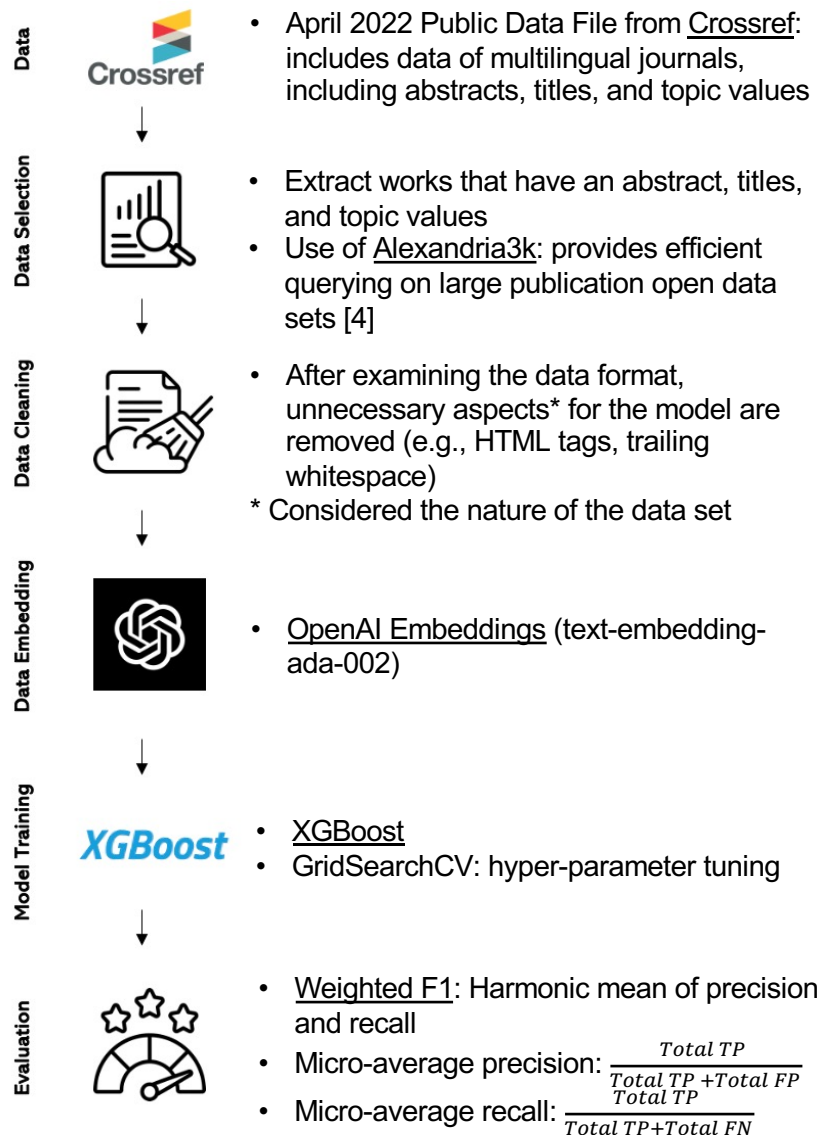 Data
Crossref
• April 2022 Public Data File from Crossref:
includes data of multilingual journals,
including abstracts, titles, and topic values
Data Selection
• Extract works that have an abstract, titles,
and topic values
• Use of Alexandria3k: provides efficient
querying on large publication open data
sets [4]
Data Cleaning
• After examining the data format,
unnecessary aspects* for the model are
removed (e.g., HTML tags, trailing
whitespace)
* Considered the nature of the data set
Data Embedding
• OpenAI Embeddings (text-embedding-
ada-002)
Model Training
XGBoost
• XGBoost
• GridSearchCV: hyper-parameter tuning
Evaluation
• Weighted F1: Harmonic mean of precision
and recall
• Micro-average precision: Total TP
Total TP +Total FP
• Micro-average recall: Total TP
Total TP+Total FN